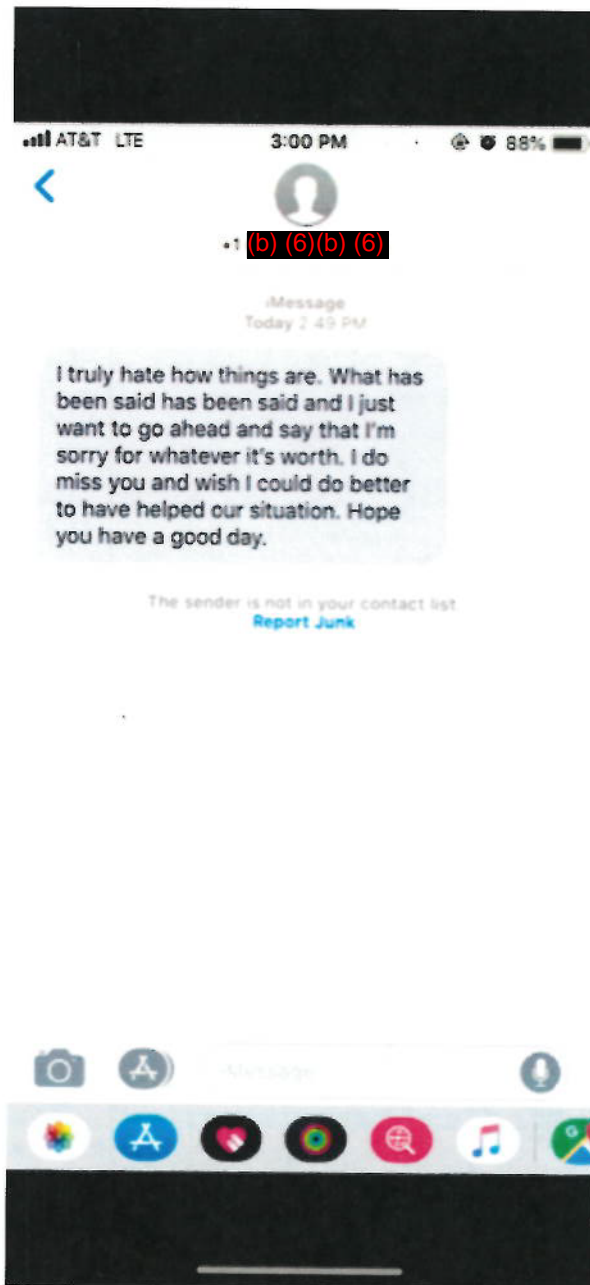 AT&T LTE 3:00 PM 88%
+1 (b) (6)(b) (6)
iMessage
Today 2:49 PM
I truly hate how things are. What has
been said has been said and I just
want to go ahead and say that I'm
sorry for whatever it's worth. I do
miss you and wish I could do better
to have helped our situation. Hope
you have a good day.
The sender is not in your contact list.
Report Junk
iMessage
G